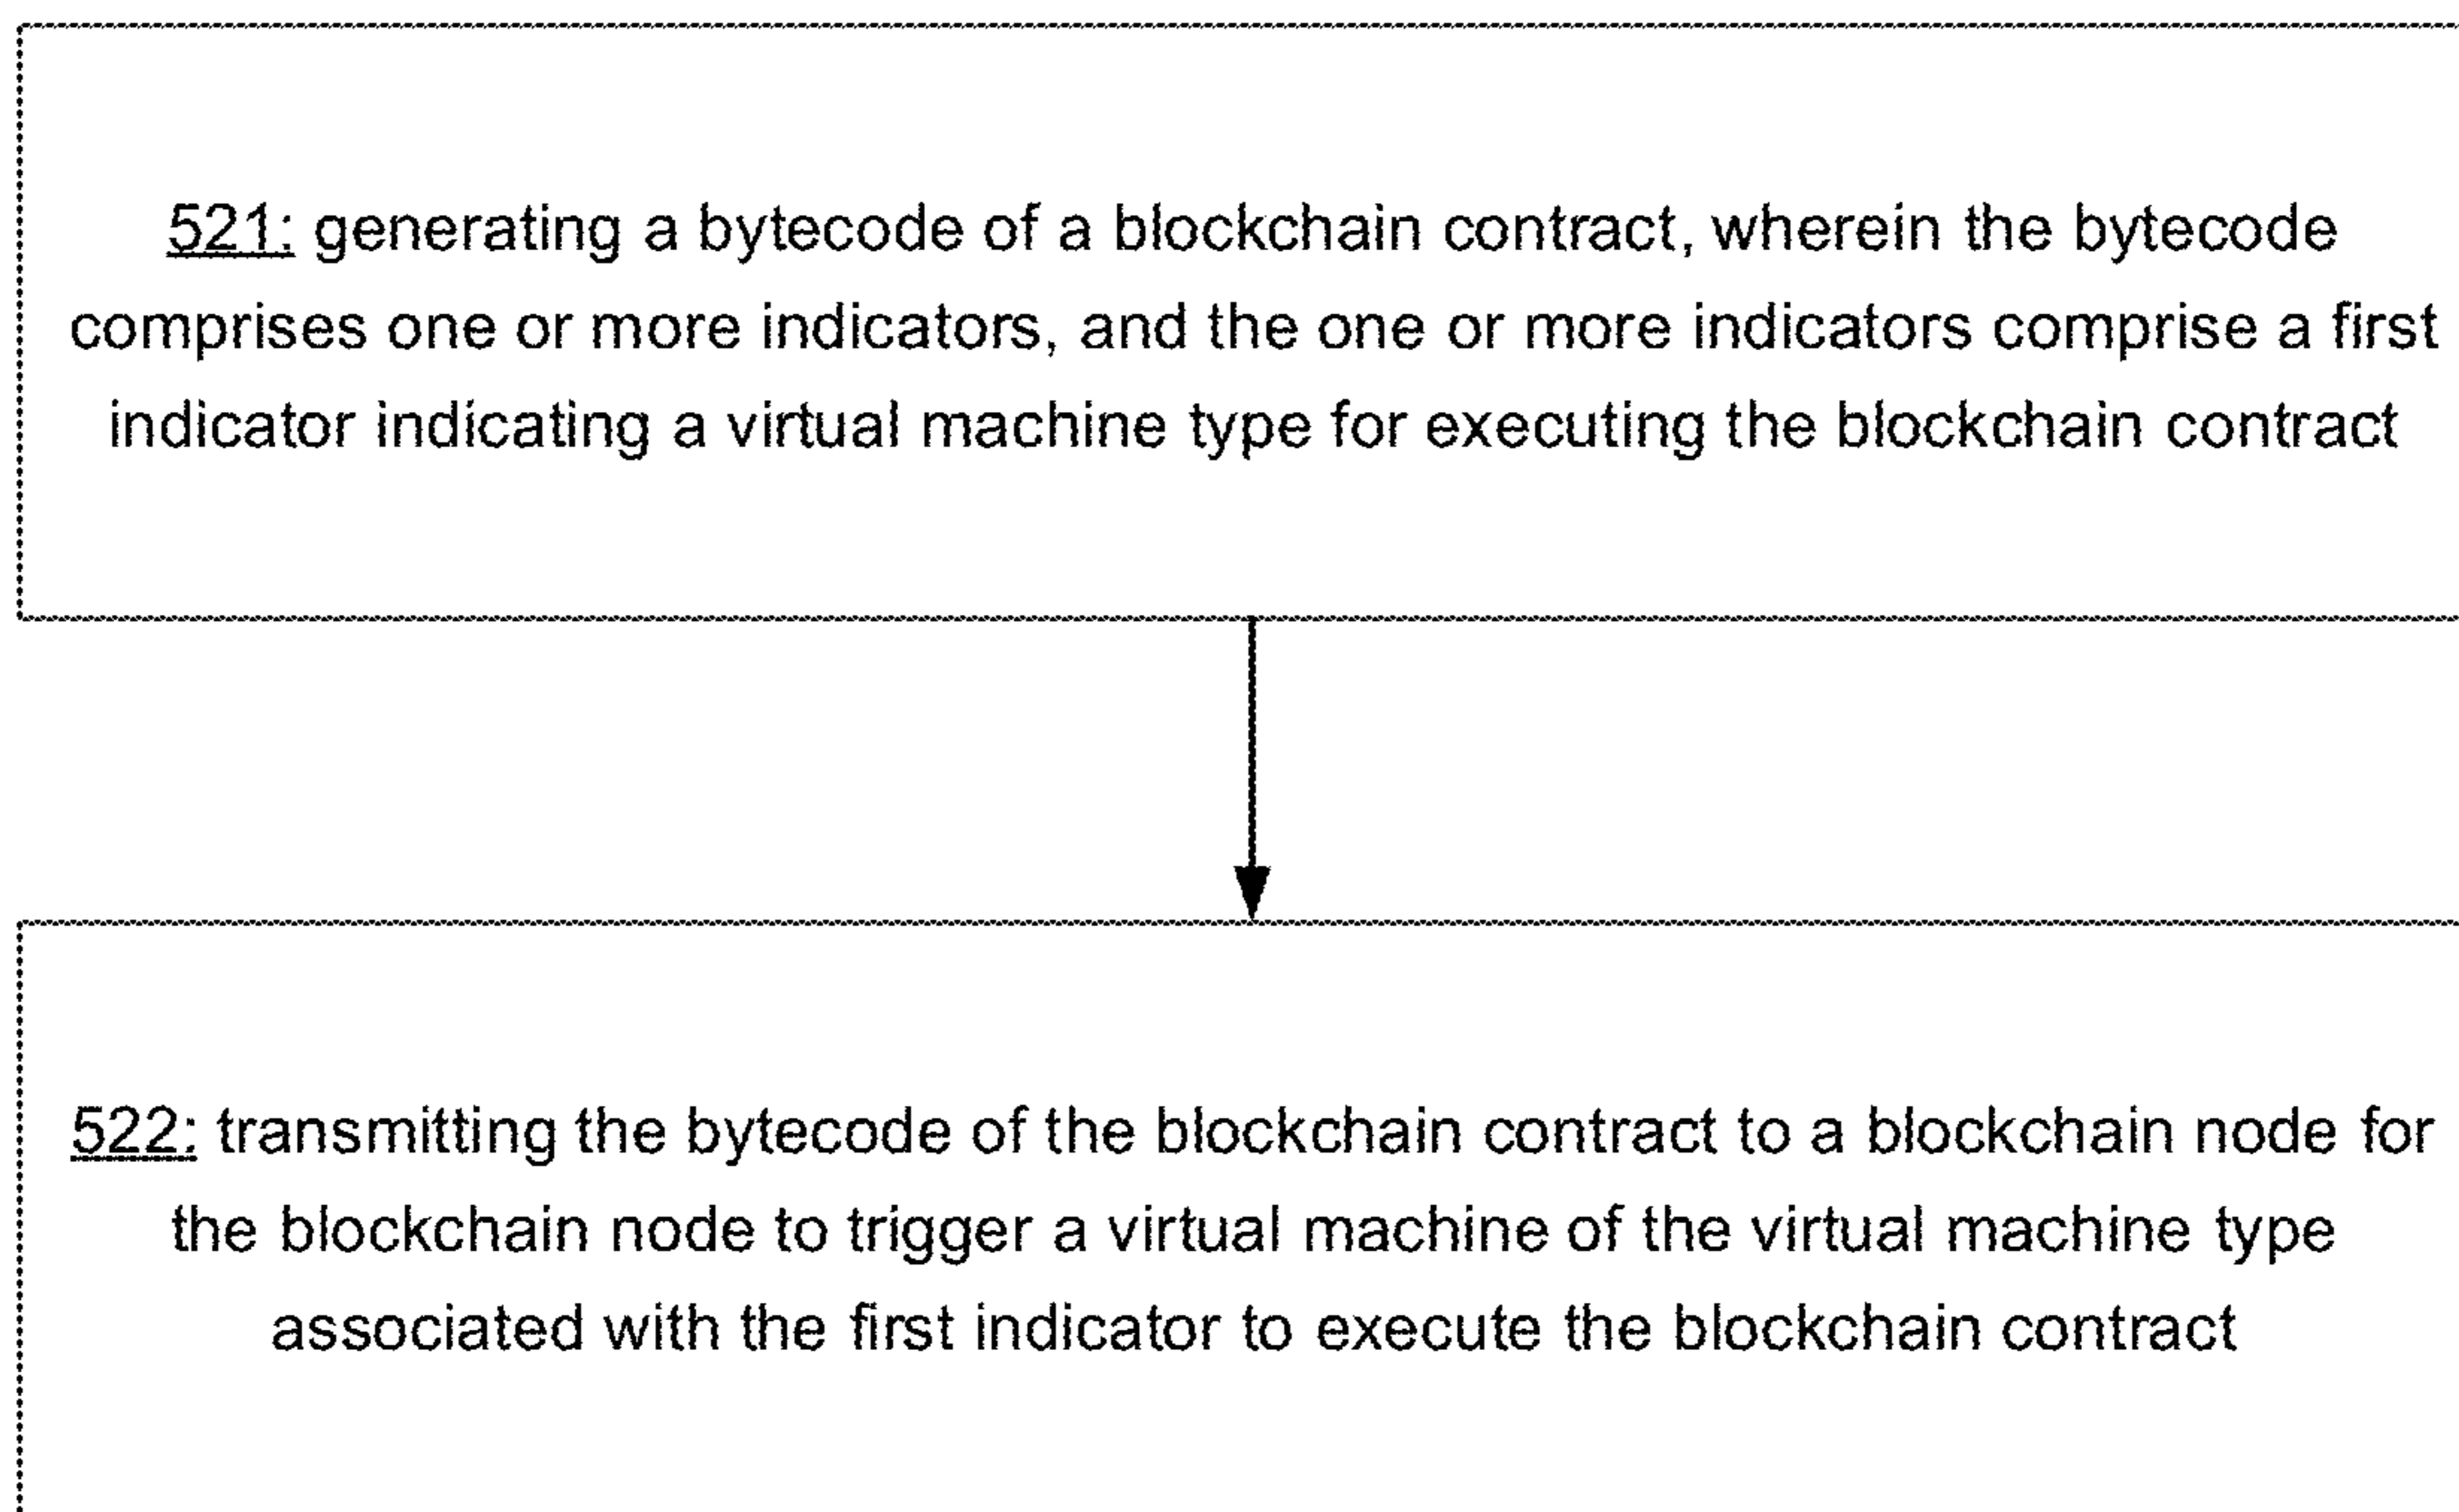 521: generating a bytecode of a blockchain contract, wherein the bytecode
comprises one or more indicators, and the one or more indicators comprise a first
indicator indicating a virtual machine type for executing the blockchain contract
522: transmitting the bytecode of the blockchain contract to a blockchain node for
the blockchain node to trigger a virtual machine of the virtual machine type
associated with the first indicator to execute the blockchain contract